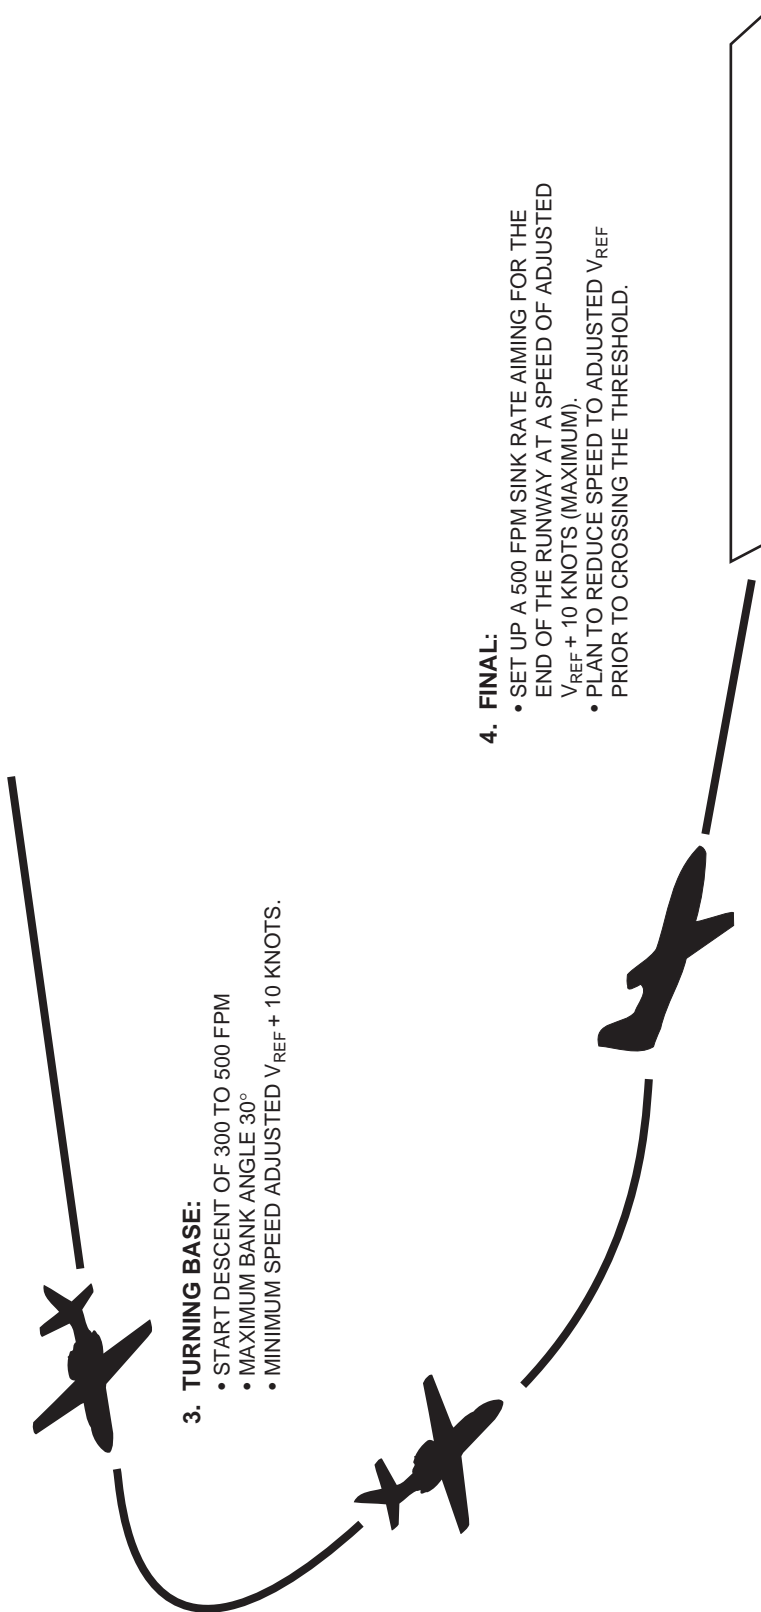 3. TURNING BASE:
• START DESCENT OF 300 TO 500 FPM
• MAXIMUM BANK ANGLE 30°
• MINIMUM SPEED ADJUSTED VREF + 10 KNOTS.
4. FINAL:
• SET UP A 500 FPM SINK RATE AIMING FOR THE
END OF THE RUNWAY AT A SPEED OF ADJUSTED
VREF + 10 KNOTS (MAXIMUM).
• PLAN TO REDUCE SPEED TO ADJUSTED VREF
PRIOR TO CROSSING THE THRESHOLD.